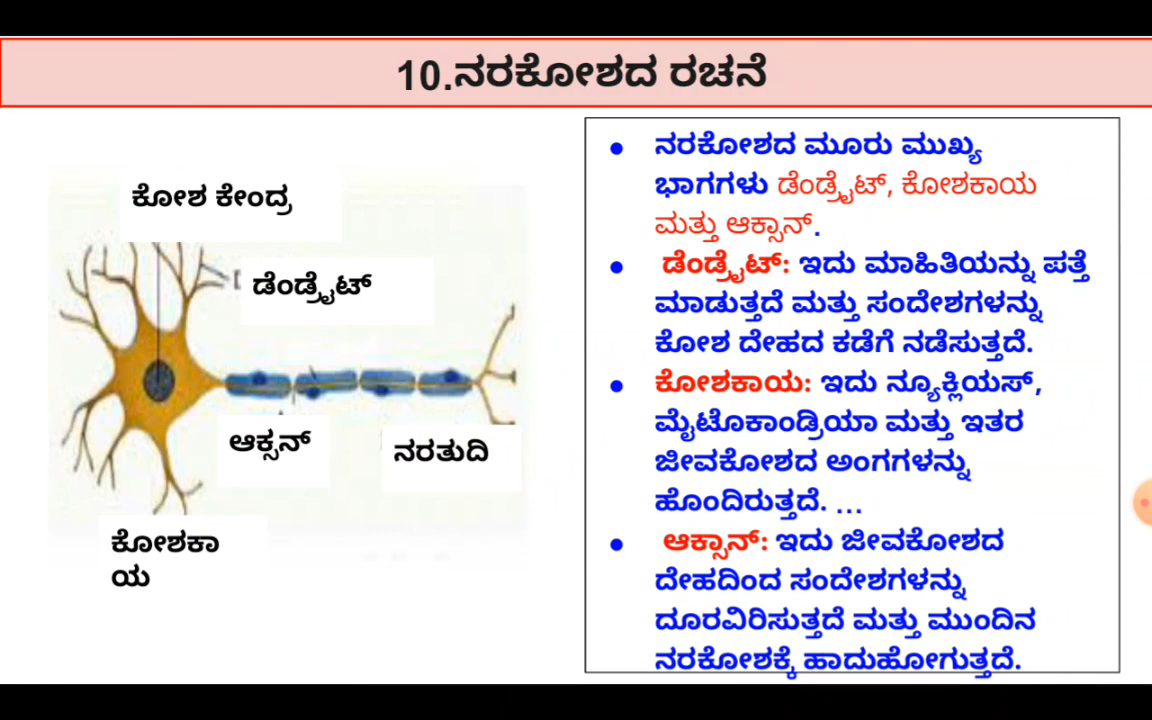 10.ನರಕೋಶದ ರಚನೆ
ಕೋಶ ಕೇಂದ್ರ
ಡೆಂಡ್ರೈಟ್
ಆಕ್ಸನ್
ನರತುದಿ
ಕೋಶಕಾ
ಯ
• ನರಕೋಶದ ಮೂರು ಮುಖ್ಯ
ಭಾಗಗಳು ಡೆಂಡ್ರೈಟ್, ಕೋಶಕಾಯ
ಮತ್ತು ಆಕ್ಸಾನ್.
• ಡೆಂಡ್ರೈಟ್: ಇದು ಮಾಹಿತಿಯನ್ನು ಪತ್ತೆ
ಮಾಡುತ್ತದೆ ಮತ್ತು ಸಂದೇಶಗಳನ್ನು
ಕೋಶ ದೇಹದ ಕಡೆಗೆ ನಡೆಸುತ್ತದೆ.
• ಕೋಶಕಾಯ: ಇದು ನ್ಯೂಕ್ಲಿಯಸ್,
ಮೈಟೊಕಾಂಡ್ರಿಯಾ ಮತ್ತು ಇತರ
ಜೀವಕೋಶದ ಅಂಗಗಳನ್ನು
ಹೊಂದಿರುತ್ತದೆ. ...
• ಆಕ್ಸಾನ್: ಇದು ಜೀವಕೋಶದ
ದೇಹದಿಂದ ಸಂದೇಶಗಳನ್ನು
ದೂರವಿರಿಸುತ್ತದೆ ಮತ್ತು ಮುಂದಿನ
ನರಕೋಶಕ್ಕೆ ಹಾದುಹೋಗುತ್ತದೆ.